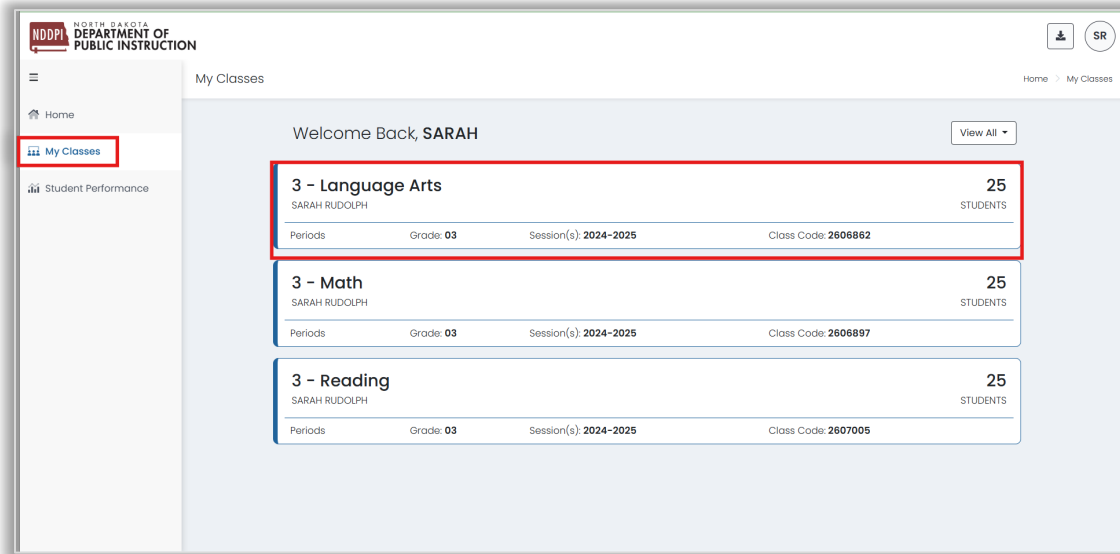 NDDPI
NORTH DAKOTA
DEPARTMENT OF
PUBLIC INSTRUCTION
SR
My Classes
Home > My Classes
Home
My Classes
Student Performance
Welcome Back, SARAH
View All
3 - Language Arts
25
SARAH RUDOLPH
STUDENTS
Periods Grade: 03 Session(s): 2024-2025 Class Code: 2606862
3 - Math
25
SARAH RUDOLPH
STUDENTS
Periods Grade: 03 Session(s): 2024-2025 Class Code: 2606897
3 - Reading
25
SARAH RUDOLPH
STUDENTS
Periods Grade: 03 Session(s): 2024-2025 Class Code: 2607005